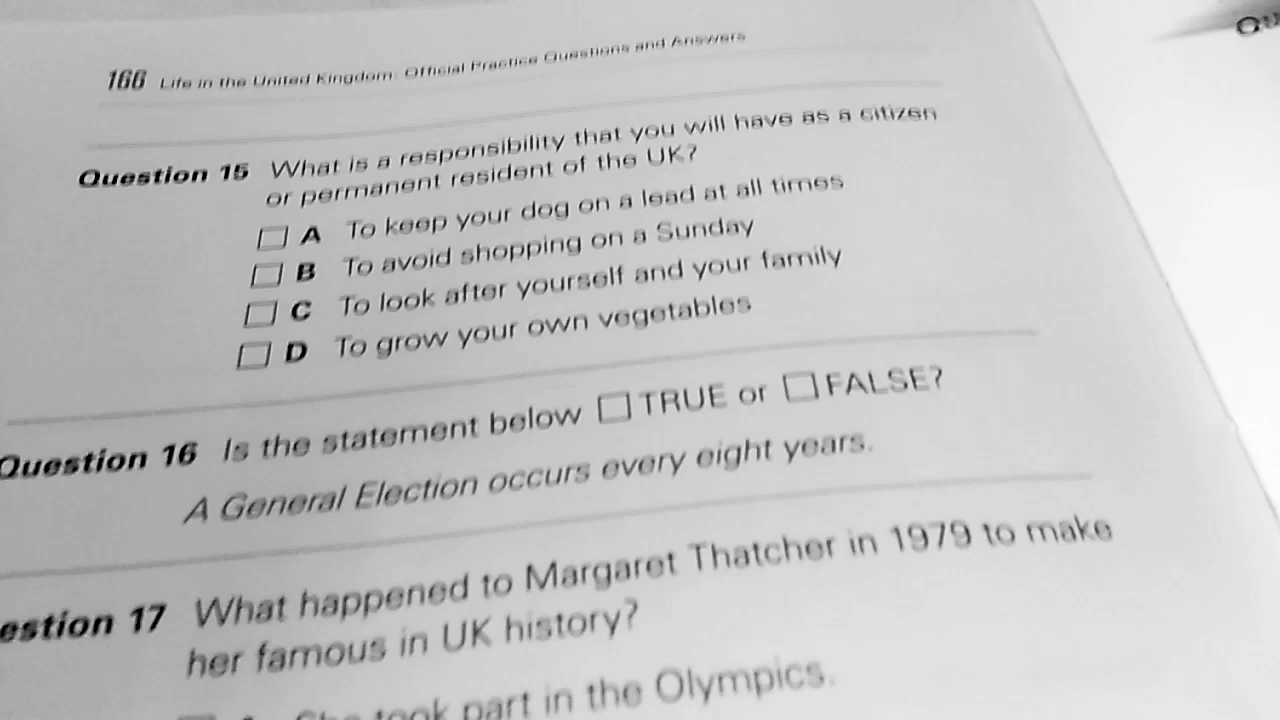 166 Life in the United Kingdom: Official Practice Questions and Answers
Question 15 What is a responsibility that you will have as a citizen
or permanent resident of the UK?
A To keep your dog on a lead at all times
B To avoid shopping on a Sunday
C To look after yourself and your family
D To grow your own vegetables
Question 16 Is the statement below TRUE or FALSE?
A General Election occurs every eight years.
estion 17 What happened to Margaret Thatcher in 1979 to make
her famous in UK history?
A She took part in the Olympics.